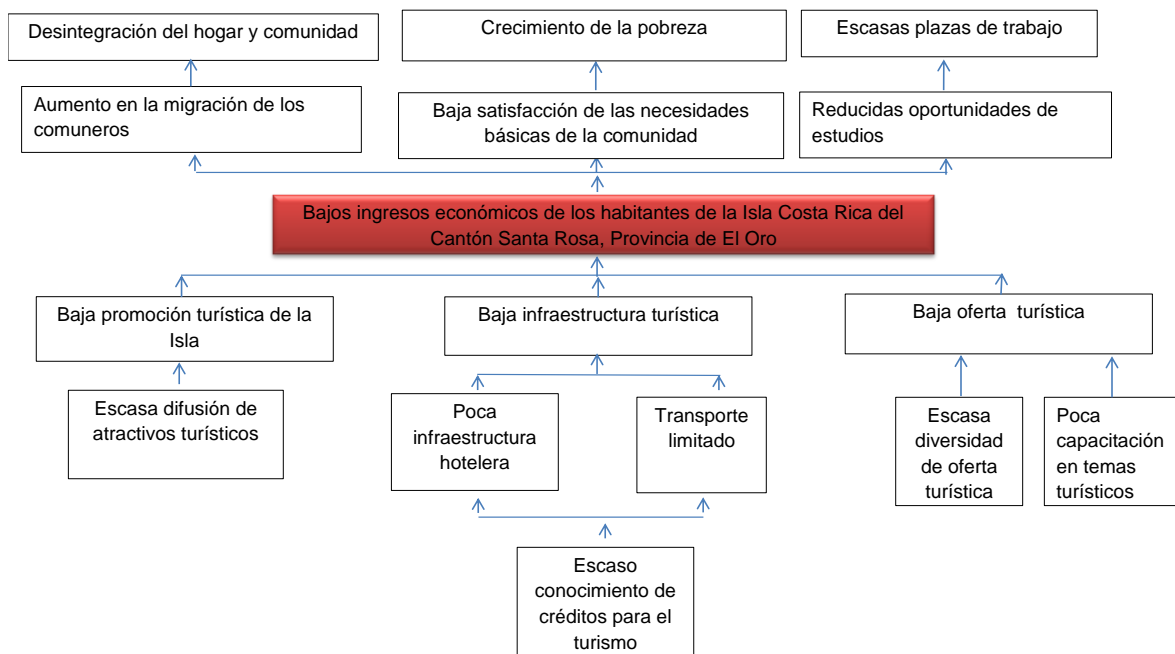 Desintegración del hogar y comunidad
Crecimiento de la pobreza
Escasas plazas de trabajo
Aumento en la migración de los
comuneros
Baja satisfacción de las necesidades
básicas de la comunidad
Reducidas oportunidades de
estudios
Bajos ingresos económicos de los habitantes de la Isla Costa Rica del
Cantón Santa Rosa, Provincia de El Oro
Baja promoción turística de la
Isla
Baja infraestructura turística
Baja oferta turística
Escasa difusión de
atractivos turísticos
Poca
infraestructura
hotelera
Transporte
limitado
Escasa
diversidad
de oferta
turística
Poca
capacitación
en temas
turísticos
Escaso
conocimiento de
créditos para el
turismo